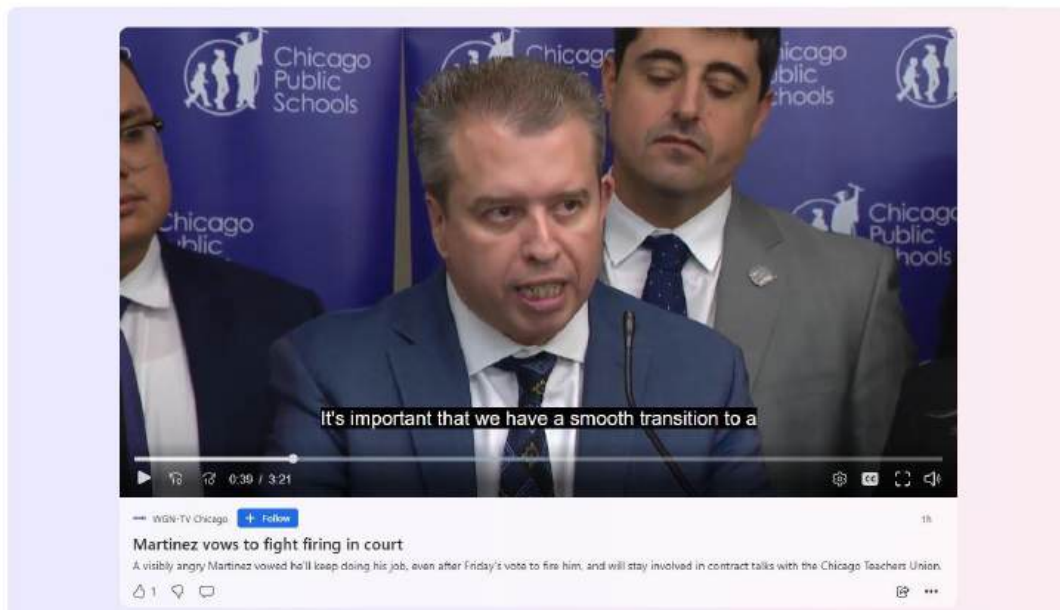 Chicago
Public
Schools
Chicago
Public
Schools
Chicago
Public
Chicago
Public
hools
It's important that we have a smooth transition to a
0:39 / 3:21
CC
WGN-TV Chicago
+ Follow
1h
Martinez vows to fight firing in court
A visibly angry Martinez vowed he'll keep doing his job, even after Friday's vote to fire him, and will stay involved in contract talks with the Chicago Teachers Union.
1